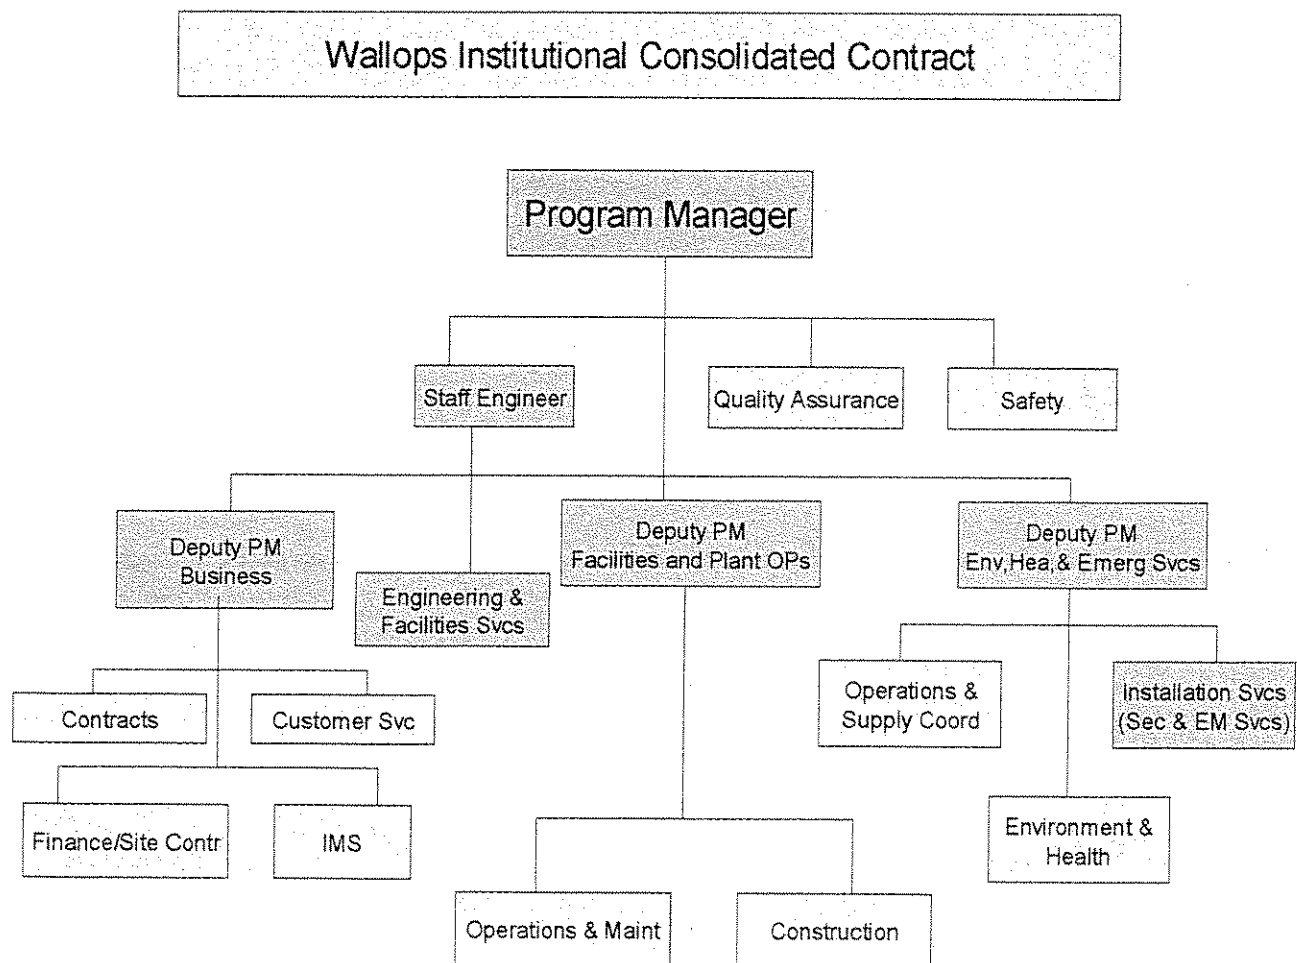 Wallops Institutional Consolidated Contract
Program Manager
Staff Engineer
Quality Assurance
Safety
Deputy PM
Business
Engineering &
Facilities Svcs
Deputy PM
Facilities and Plant OPs
Deputy PM
Env,Hea,& Emerg Svcs
Contracts
Customer Svc
Finance/Site Contr
IMS
Operations &
Supply Coord
Installation Svcs
(Sec & EM Svcs)
Environment &
Health
Operations & Maint
Construction